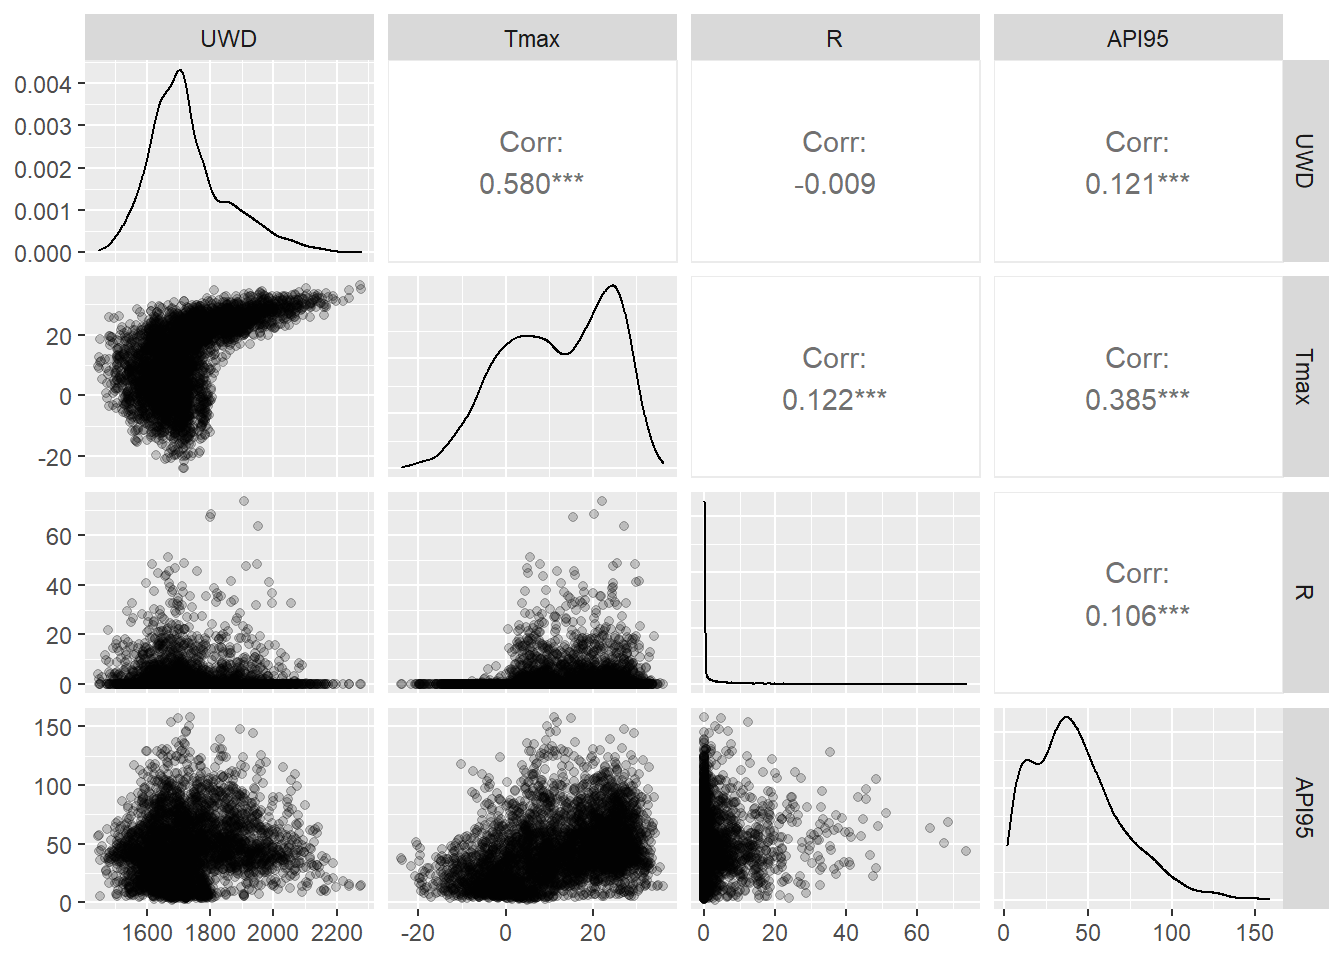 UWD Tmax R API95
0.004
0.003
0.002
0.001
0.000
Corr:
0.580***
Corr:
-0.009
Corr:
0.121***
UWD
20
0
-20
Corr:
0.122***
Corr:
0.385***
Tmax
60
40
20
0
Corr:
0.106***
R
150
100
50
0
API95
1600 1800 2000 2200
-20 0 20
0 20 40 60
0 50 100 150